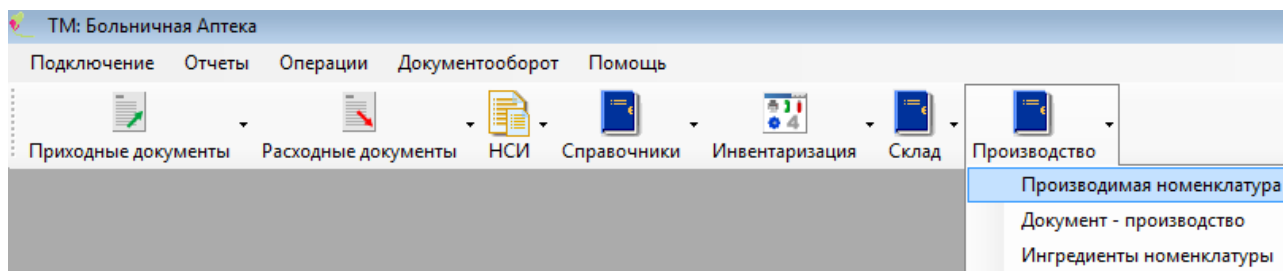 ТМ: Больничная Аптека
Подключение Отчеты Операции Документооборот Помощь
Приходные документы Расходные документы НСИ Справочники Инвентаризация Склад Производство
Производимая номенклатура
Документ - производство
Ингредиенты номенклатуры